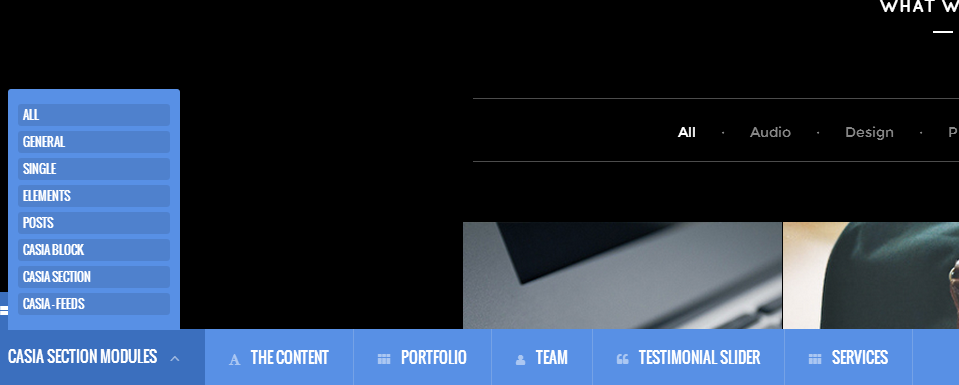 WHAT W
All · Audio · Design · P
ALL
GENERAL
SINGLE
ELEMENTS
POSTS
CASIA BLOCK
CASIA SECTION
CASIA - FEEDS
CASIA SECTION MODULES THE CONTENT PORTFOLIO TEAM TESTIMONIAL SLIDER SERVICES